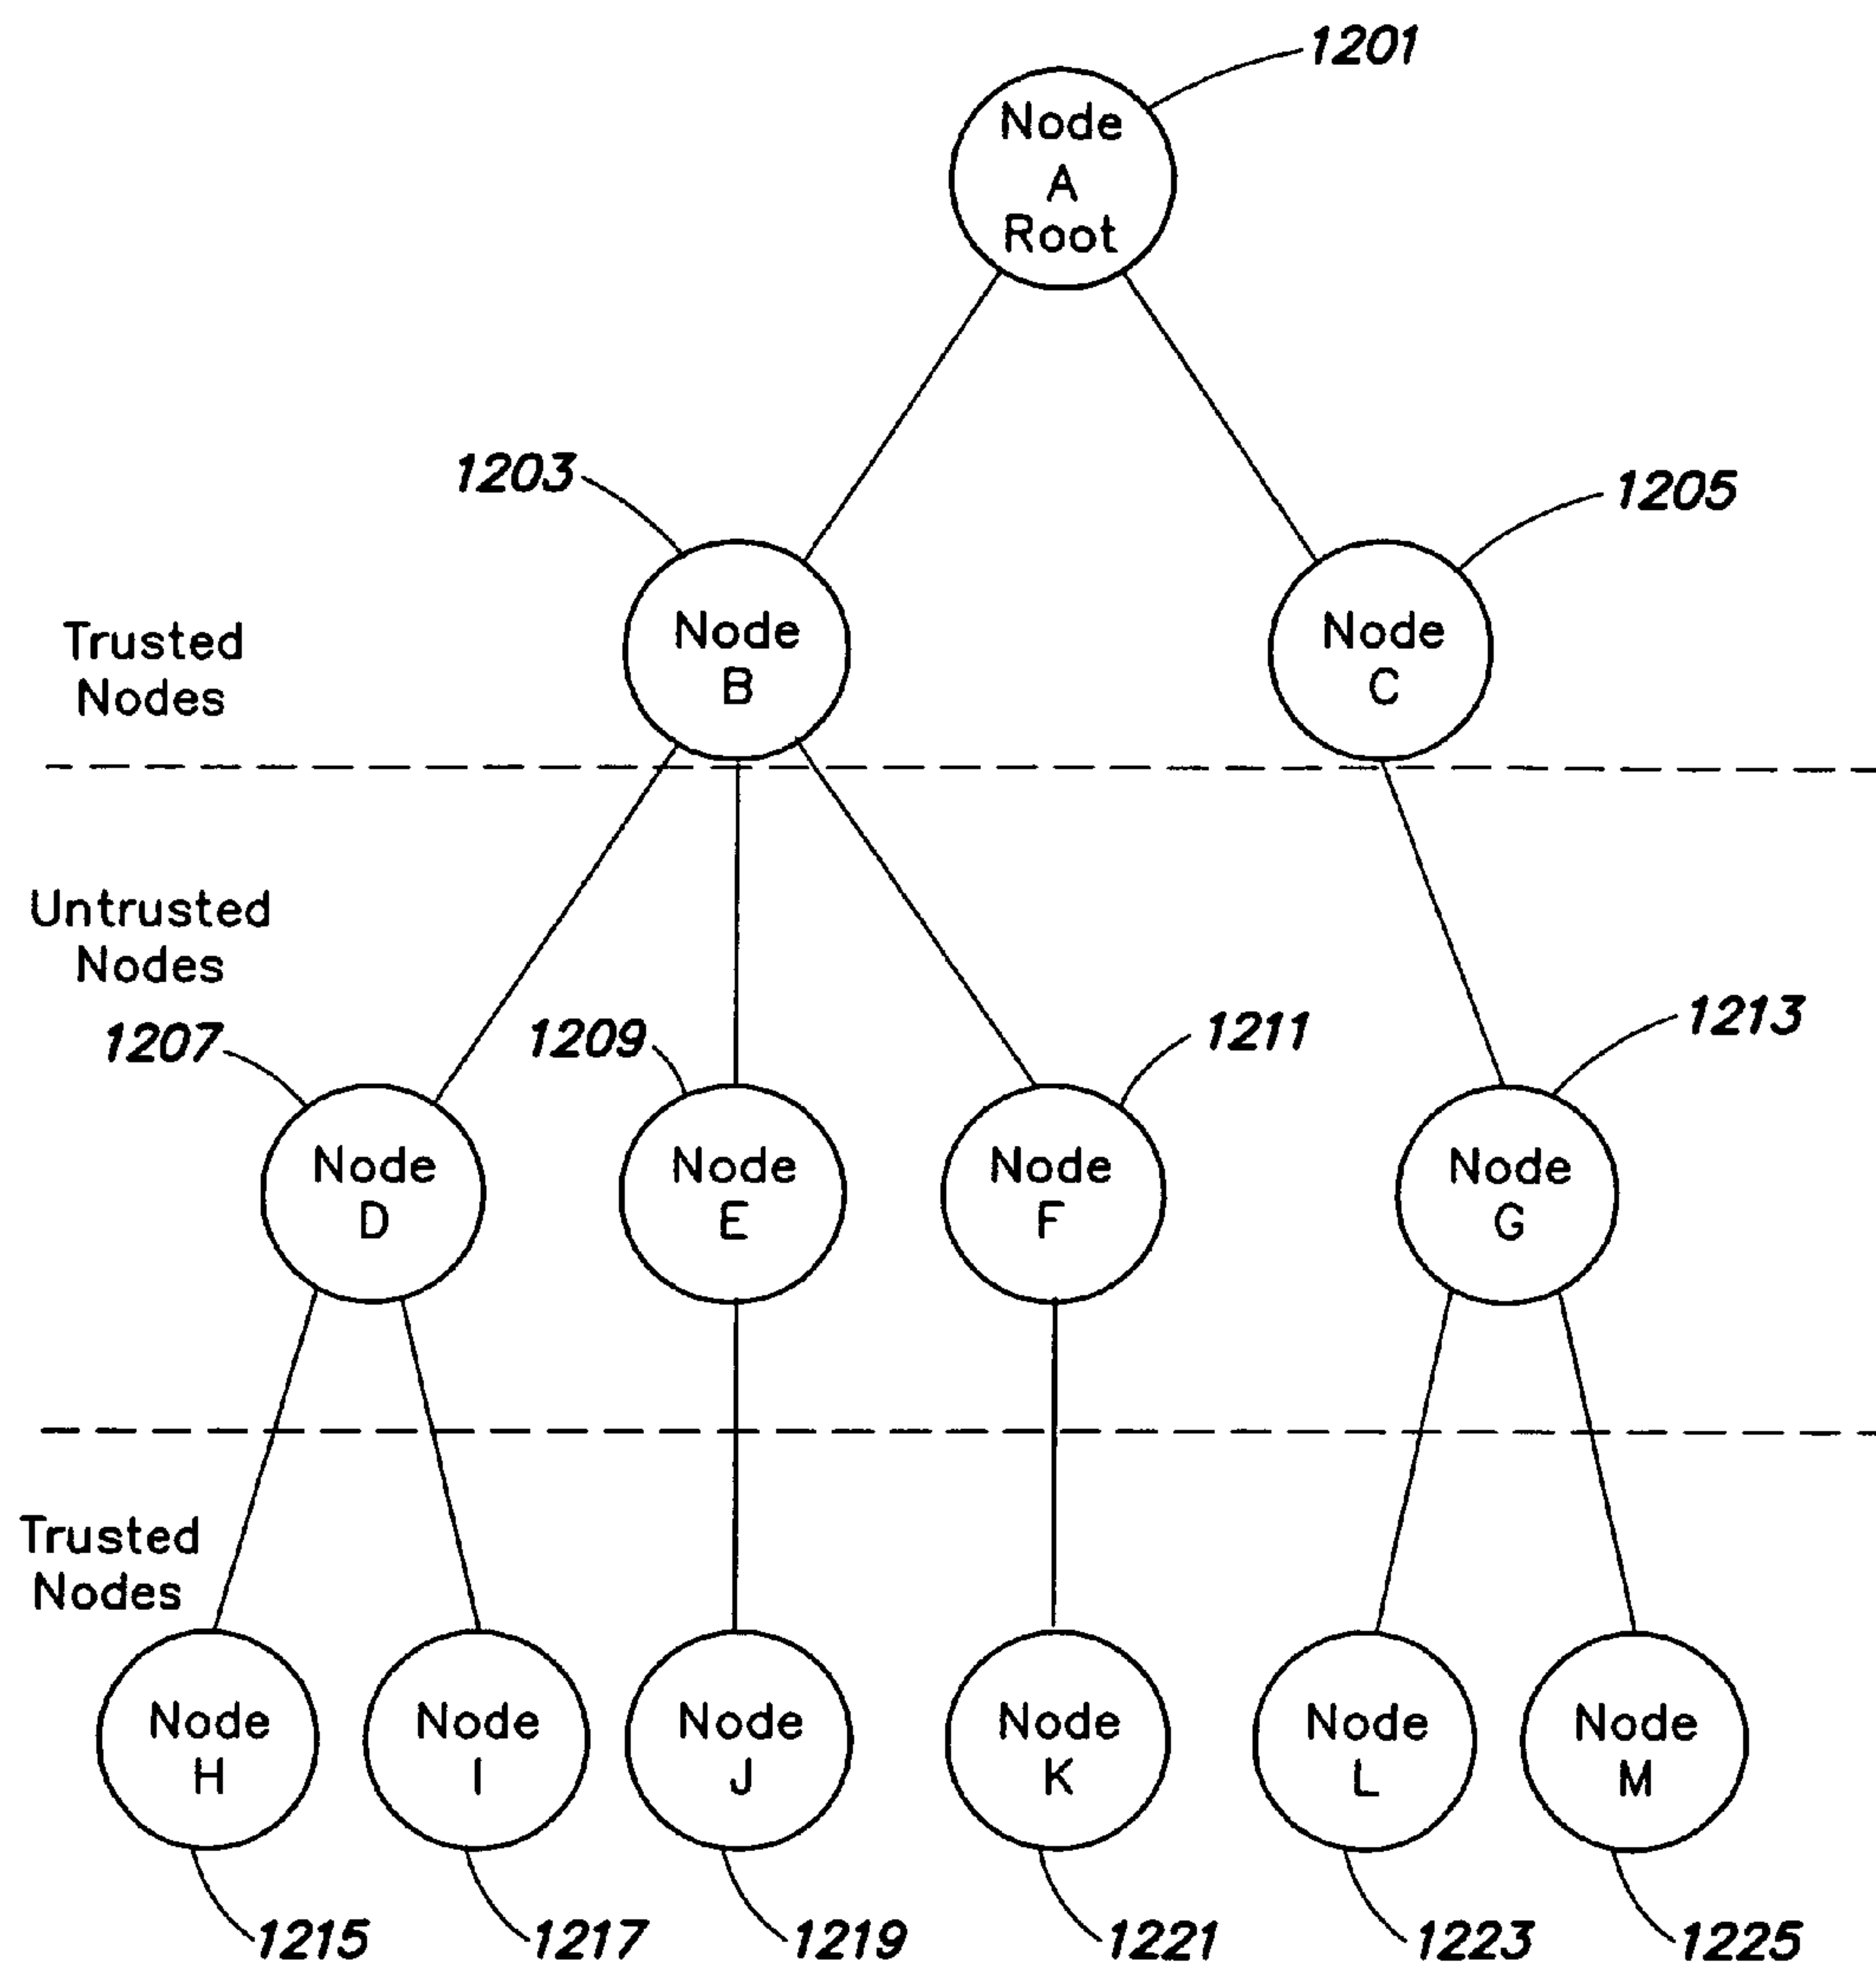 1201
Node
A
Root
1203
1205
Node
B
Node
C
Trusted
Nodes
Untrusted
Nodes
1207
1209
1211
1213
Node
D
Node
E
Node
F
Node
G
Trusted
Nodes
Node
H
Node
I
Node
J
Node
K
Node
L
Node
M
1215
1217
1219
1221
1223
1225